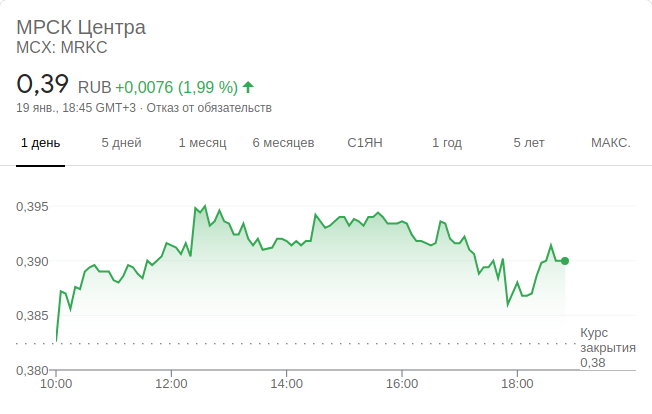 МРСК Центра
MCX: MRKC
0,39 RUB +0,0076 (1,99 %)
19 янв., 18:45 GMT+3 · Отказ от обязательств
1 день 5 дней 1 месяц 6 месяцев С1ЯН 1 год 5 лет МАКС.
0,395
0,390
0,385
Курс
закрытия
0,38
0,380
10:00 12:00 14:00 16:00 18:00